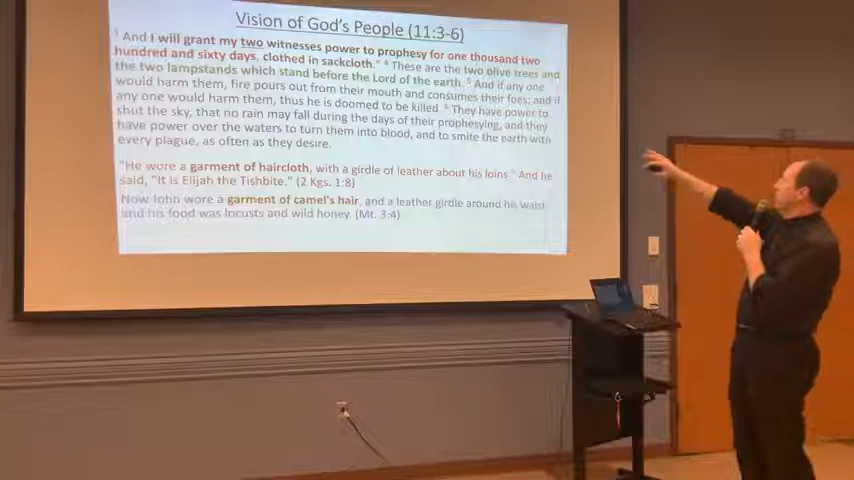 Vision of God's People (11:3-6)
3 And I will grant my two witnesses power to prophesy for one thousand two
hundred and sixty days, clothed in sackcloth." 4 These are the two olive trees and
the two lampstands which stand before the Lord of the earth. 5 And if any one
would harm them, fire pours out from their mouth and consumes their foes; and if
any one would harm them, thus he is doomed to be killed. 6 They have power to
shut the sky, that no rain may fall during the days of their prophesying, and they
have power over the waters to turn them into blood, and to smite the earth with
every plague, as often as they desire.
"He wore a garment of haircloth, with a girdle of leather about his loins." And he
said, "It is Elijah the Tishbite." (2 Kgs. 1:8)
Now John wore a garment of camel's hair, and a leather girdle around his waist
and his food was locusts and wild honey. (Mt. 3:4)